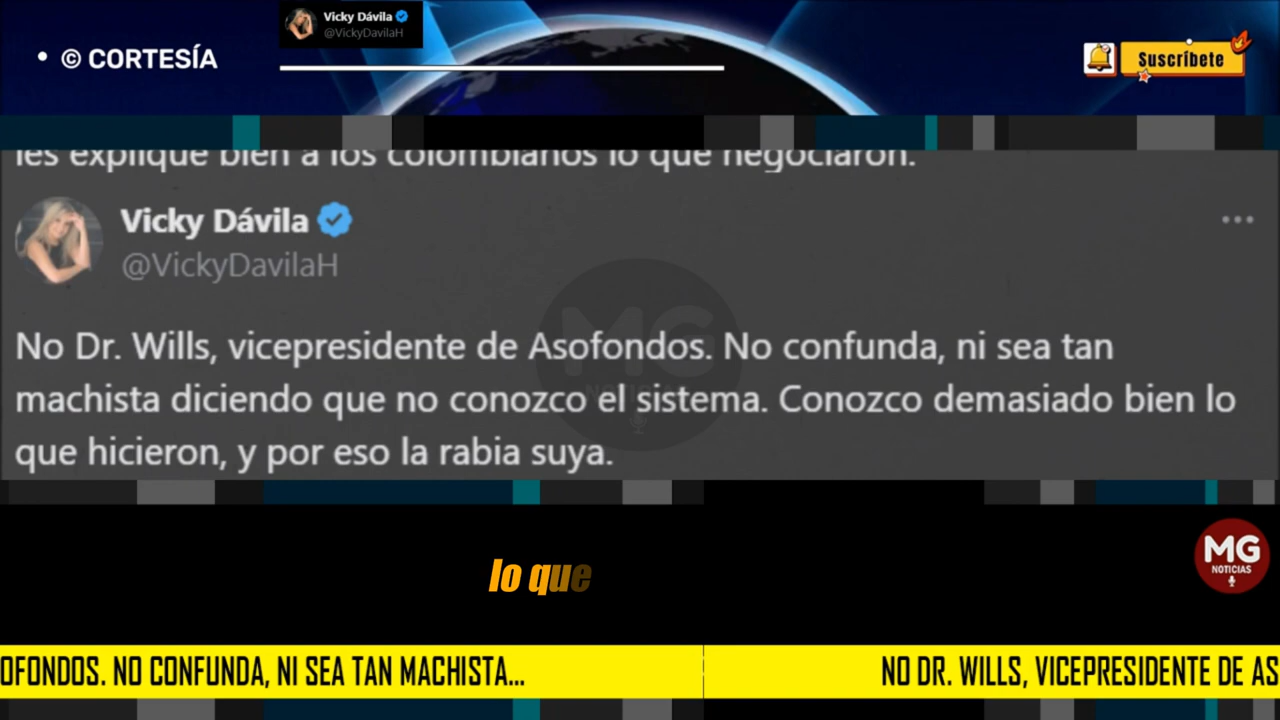 Vicky Dávila
@VickyDavilaH
• © CORTESÍA
Suscríbete
les explique bien a los colombianos lo que negociaron.
Vicky Dávila
@VickyDavilaH
No Dr. Wills, vicepresidente de Asofondos. No confunda, ni sea tan
machista diciendo que no conozco el sistema. Conozco demasiado bien lo
que hicieron, y por eso la rabia suya.
MG
NOTICIAS
lo que
MG
NOTICIAS
OFONDOS. NO CONFUNDA, NI SEA TAN MACHISTA... NO DR. WILLS, VICEPRESIDENTE DE AS